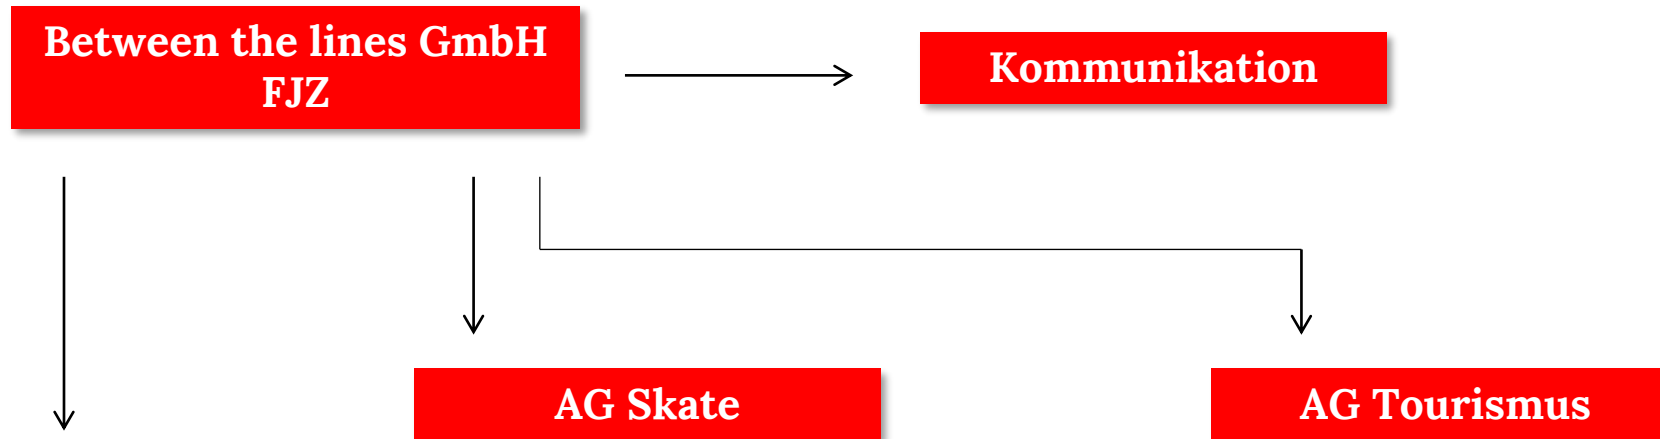 Between the lines GmbH
FJZ
Kommunikation
AG Skate
AG Tourismus